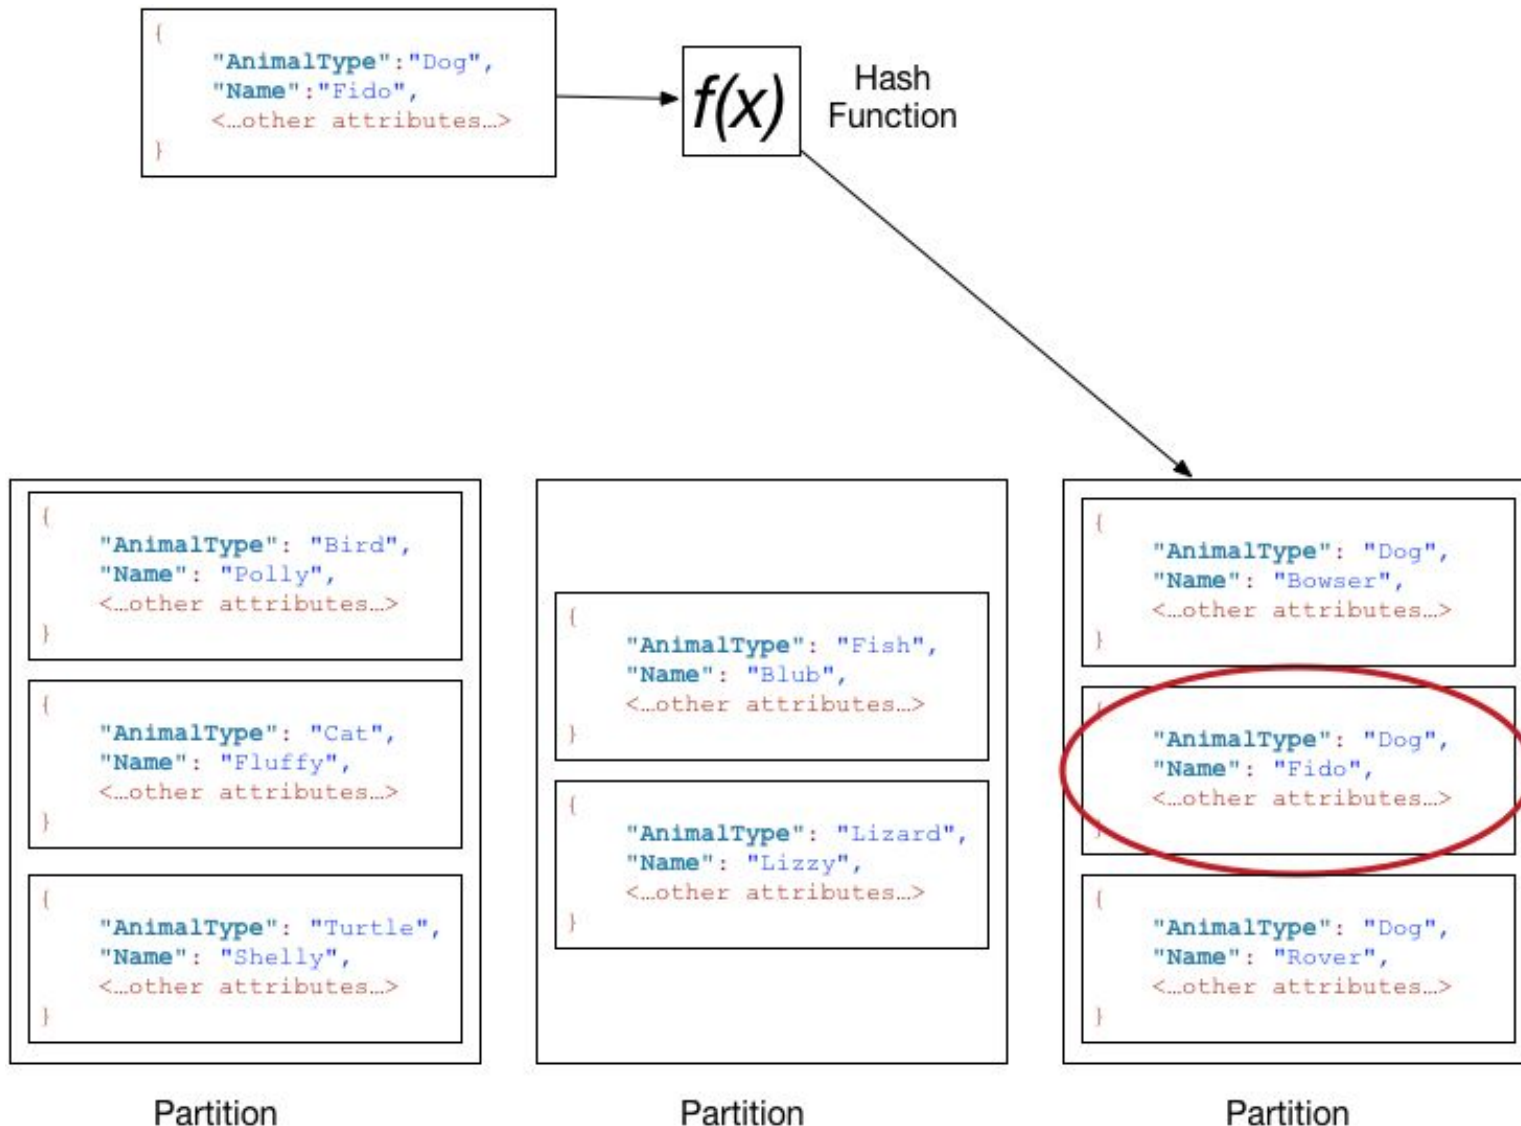 {
"AnimalType":"Dog",
"Name":"Fido",
<…other attributes…>
}
f(x)
Hash
Function
{
"AnimalType": "Bird",
"Name": "Polly",
<…other attributes…>
}
{
"AnimalType": "Cat",
"Name": "Fluffy",
<…other attributes…>
}
{
"AnimalType": "Turtle",
"Name": "Shelly",
<…other attributes…>
}
Partition
{
"AnimalType": "Fish",
"Name": "Blub",
<…other attributes…>
}
{
"AnimalType": "Lizard",
"Name": "Lizzy",
<…other attributes…>
}
Partition
{
"AnimalType": "Dog",
"Name": "Bowser",
<…other attributes…>
}
{
"AnimalType": "Dog",
"Name": "Fido",
<…other attributes…>
}
{
"AnimalType": "Dog",
"Name": "Rover",
<…other attributes…>
}
Partition